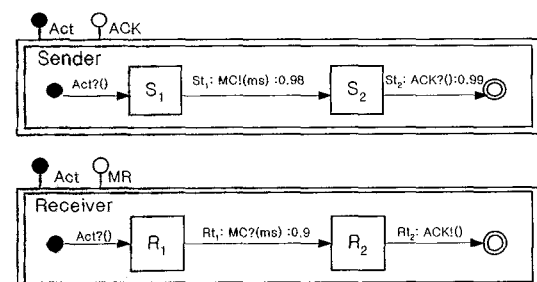 Act ACK
Sender
Act?() S1 St1: MC!(ms) :0.98 S2 St2: ACK?():0.99
Act MR
Receiver
Act?() R1 Rt1: MC?(ms) :0.9 R2 Rt2: ACK!()